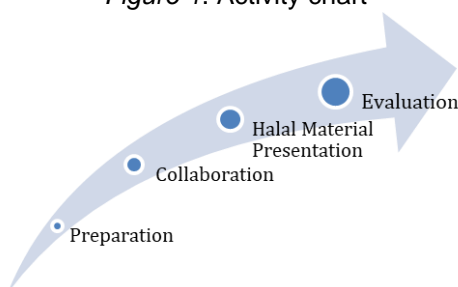 Figure 1. Activity chart
Evaluation
Halal Material
Presentation
Collaboration
Preparation